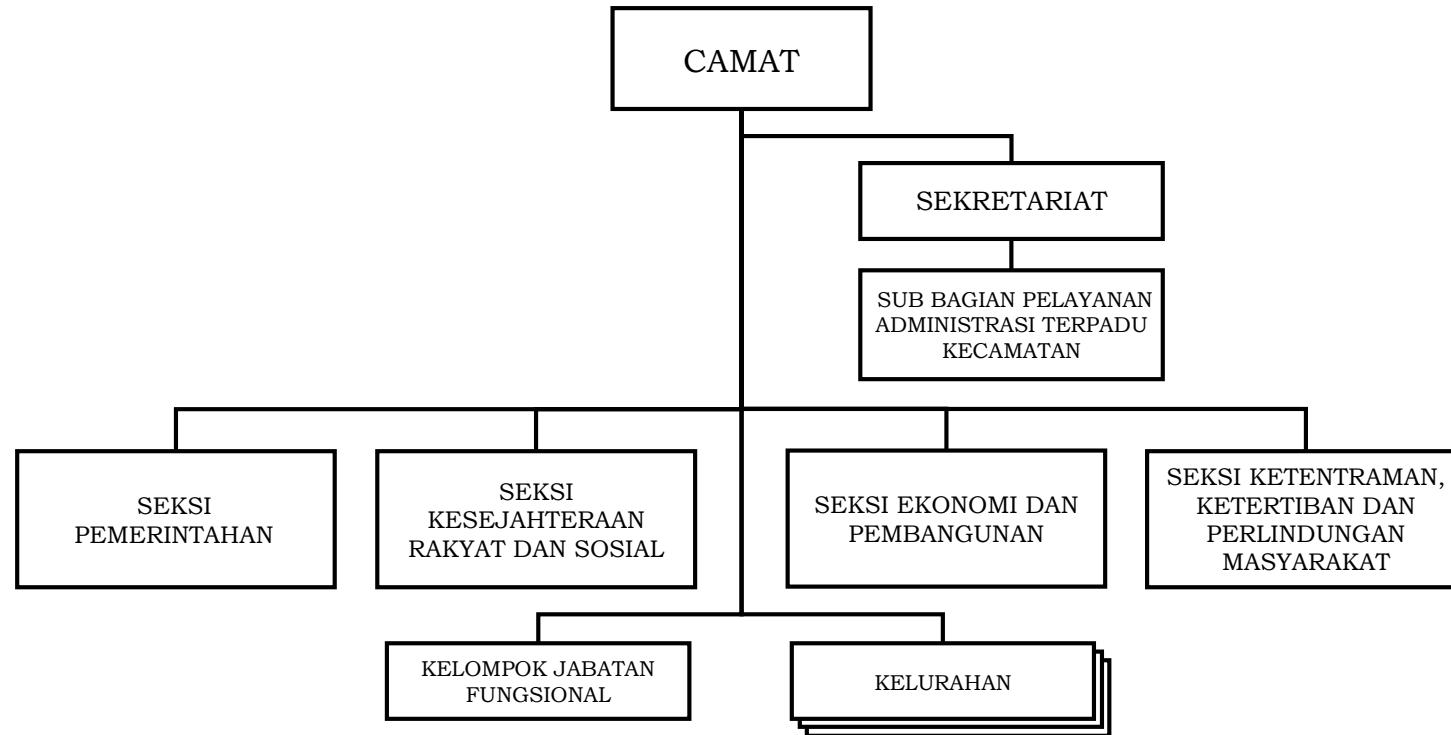 CAMAT
SEKRETARIAT
SUB BAGIAN PELAYANAN
ADMINISTRASI TERPADU
KECAMATAN
SEKSI
PEMERINTAHAN
SEKSI
KESEJAHTERAAN
RAKYAT DAN SOSIAL
SEKSI EKONOMI DAN
PEMBANGUNAN
SEKSI KETENTRAMAN,
KETERTIBAN DAN
PERLINDUNGAN
MASYARAKAT
KELOMPOK JABATAN
FUNGSIONAL
KELURAHAN